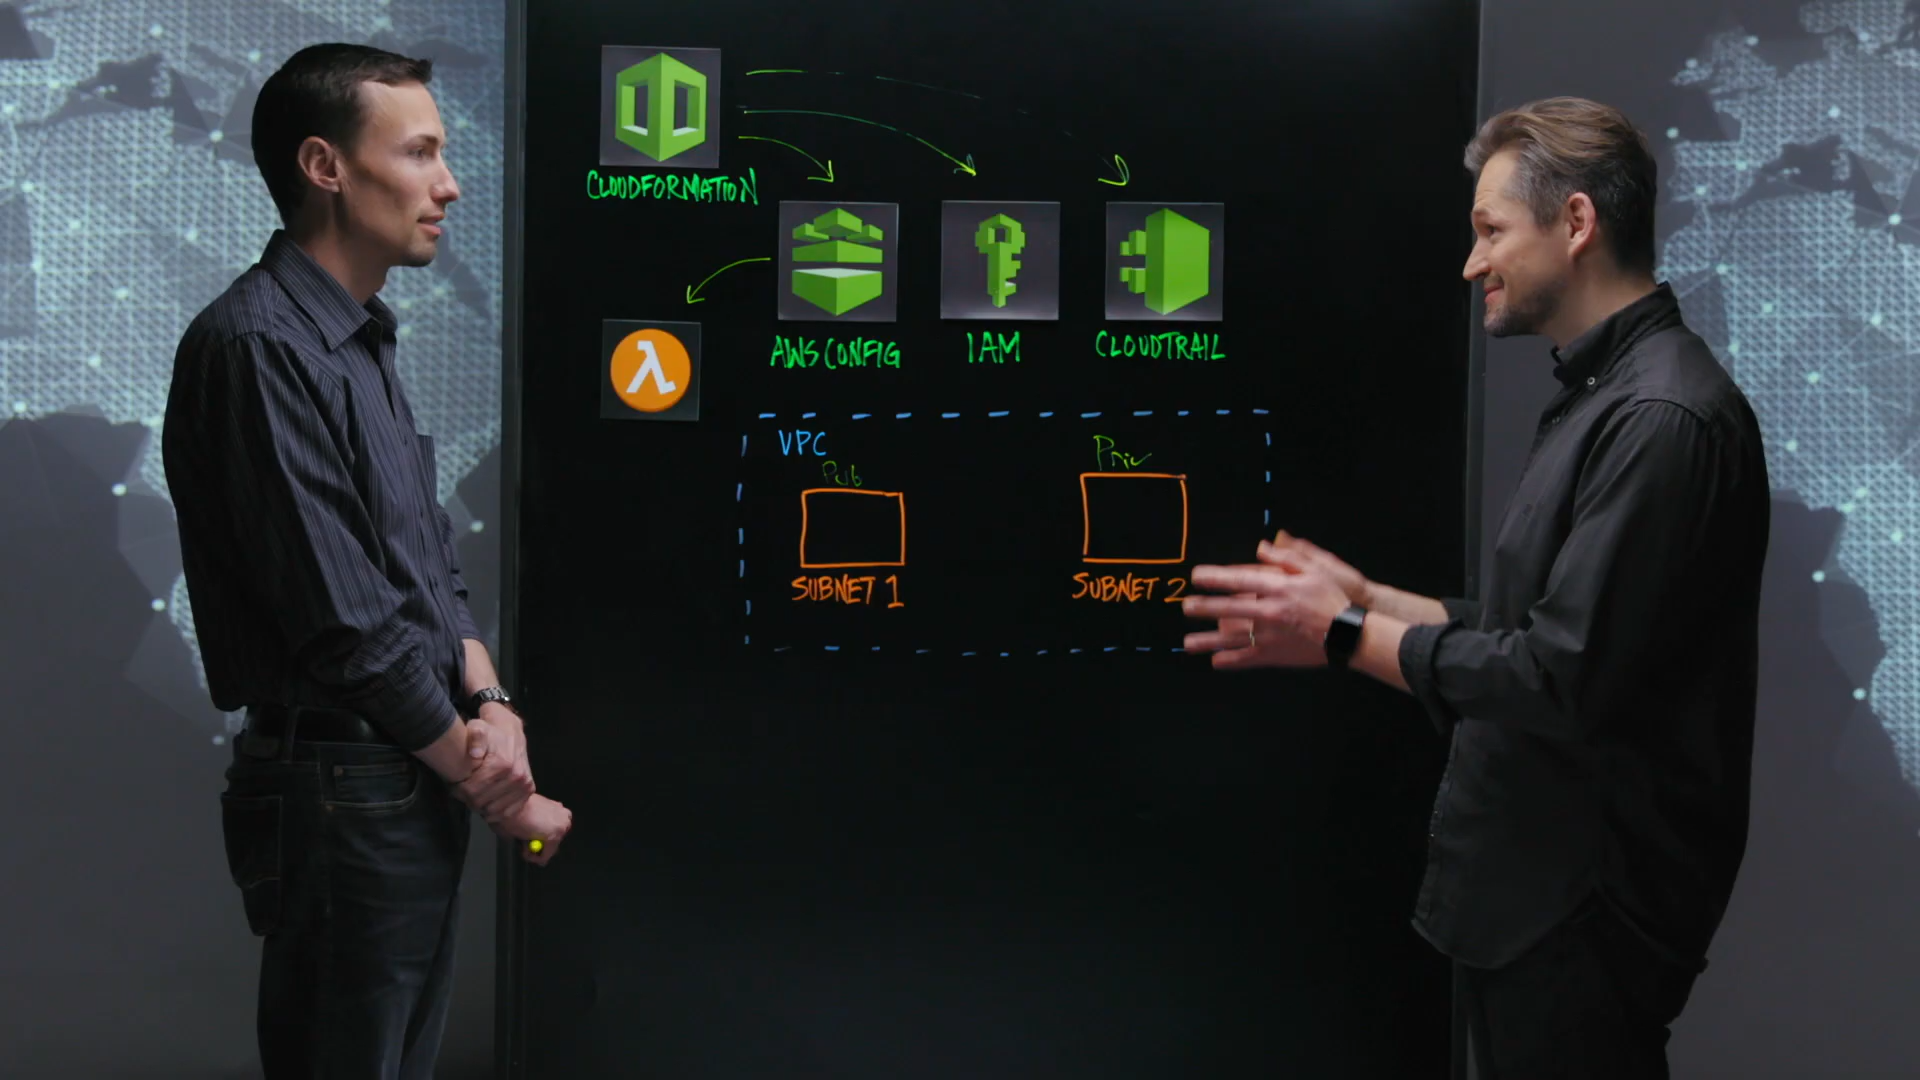 CLOUDFORMATION
AWS CONFIG
IAM
CLOUDTRAIL
λ
VPC
Pub
Priv
SUBNET 1
SUBNET 2